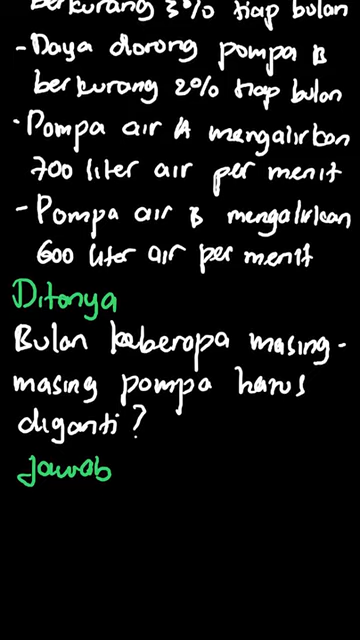 berkurang 3% tiap bulan
- Daya dorong pompa B
berkurang 2% tiap bulan
- Pompa air A mengalirkan
700 liter air per menit
- Pompa air B mengalirkan
600 liter air per menit
Ditanya
Bulan keberapa masing-
masing pompa harus
diganti?
Jawab